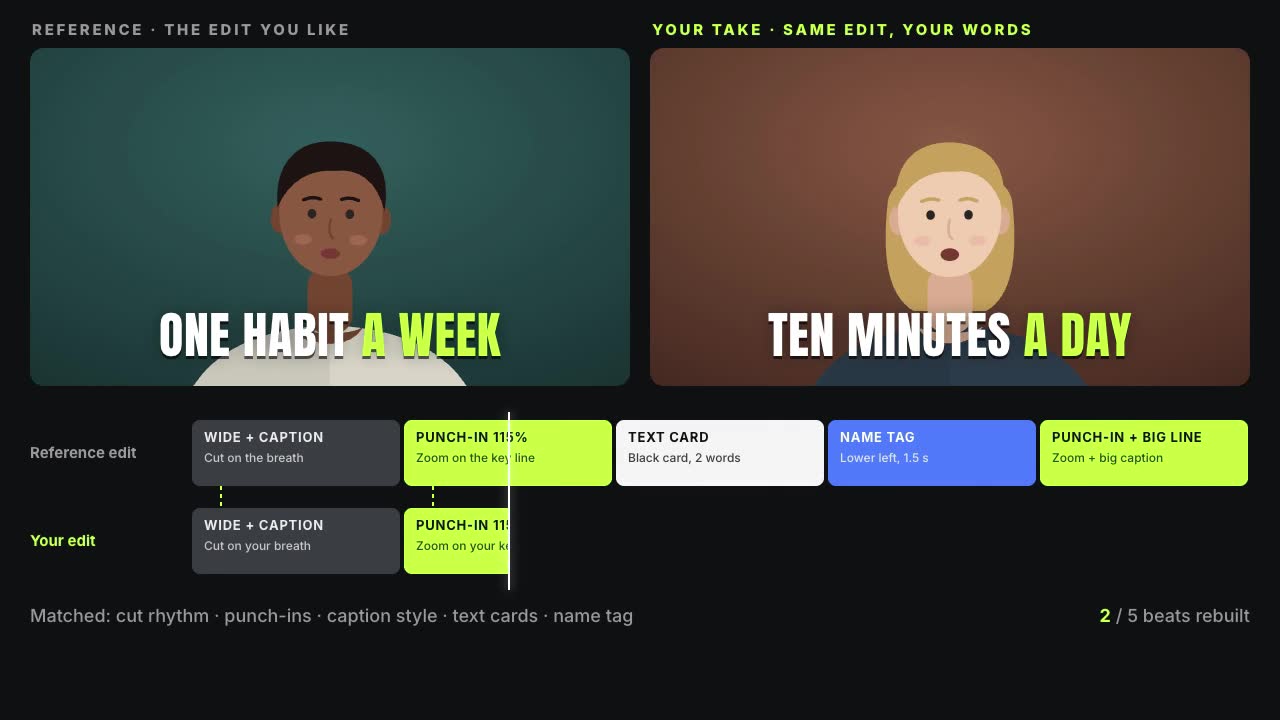 REFERENCE · THE EDIT YOU LIKE
YOUR TAKE · SAME EDIT, YOUR WORDS
ONE HABIT A WEEK
TEN MINUTES A DAY
Reference edit
WIDE + CAPTION
Cut on the breath
PUNCH-IN 115%
Zoom on the key line
TEXT CARD
Black card, 2 words
NAME TAG
Lower left, 1.5 s
PUNCH-IN + BIG LINE
Zoom + big caption
Your edit
WIDE + CAPTION
Cut on your breath
PUNCH-IN 115
Zoom on your ke
Matched: cut rhythm · punch-ins · caption style · text cards · name tag
2 / 5 beats rebuilt